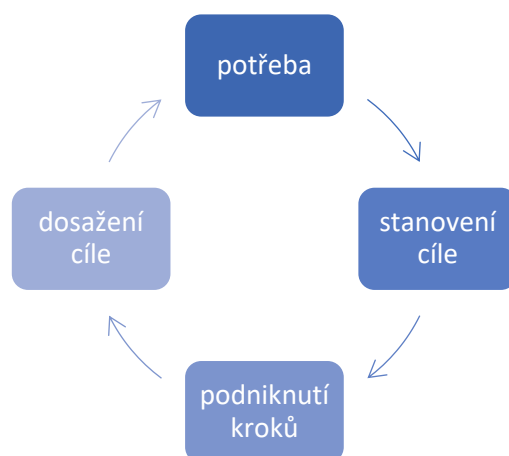 potřeba
stanovení
cíle
podniknutí
kroků
dosažení
cíle